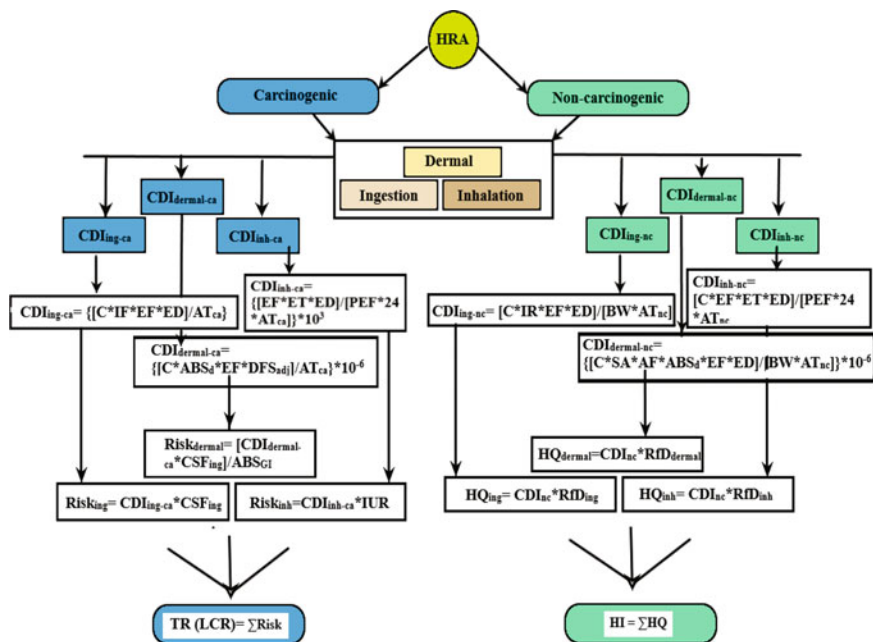 HRA
Carcinogenic
Non-carcinogenic
Dermal
Ingestion
Inhalation
CDIdermal-ca
CDIing-ca
CDIinh-ca
CDIdermal-nc
CDIing-nc
CDIinh-nc
CDIing-ca= {[C*IF*EF*ED]/ATca}
CDIinh-ca=
{[EF*ET*ED]/[PEF*24
*ATca]}*10³
CDIdermal-ca=
{[C*ABSd*EF*DFSadj]/ATca}*10⁻⁶
Riskdermal= [CDIdermal-
ca*CSFing]/ABSGI
Risking= CDIing-ca*CSFing
Riskinh=CDIinh-ca*IUR
TR (LCR)= ∑Risk
CDIing-nc= [C*IR*EF*ED]/[BW*ATnc]
CDIinh-nc=
[C*EF*ET*ED]/[PEF*24
*ATnc
CDIdermal-nc=
{[C*SA*AF*ABSd*EF*ED]/[BW*ATnc]}*10⁻⁶
HQdermal=CDInc*RfDdermal
HQing= CDInc*RfDing
HQinh= CDInc*RfDinh
HI = ∑HQ